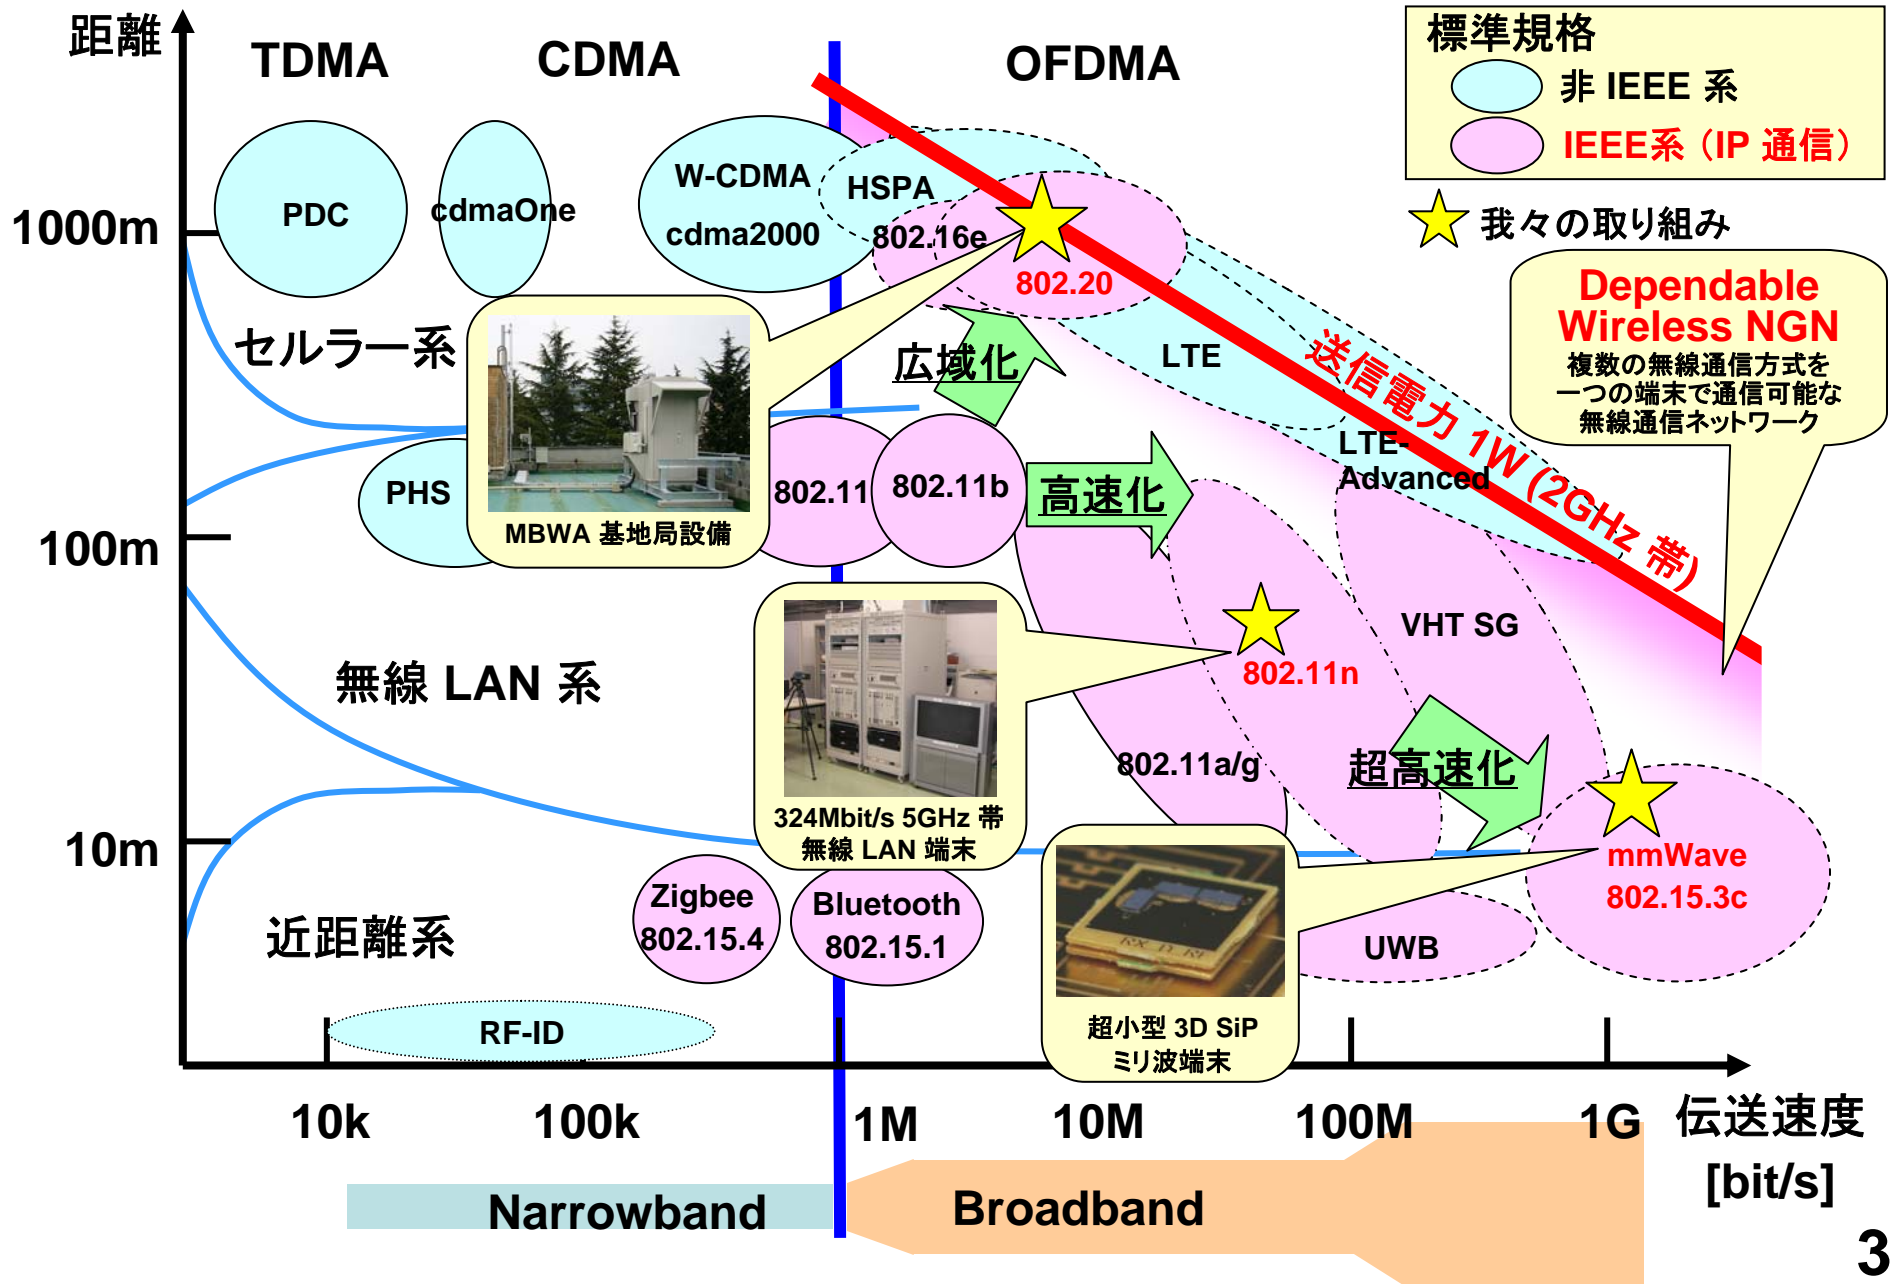 距離
TDMA
CDMA
OFDMA
標準規格
非 IEEE 系
IEEE系（IP 通信）
我々の取り組み
Dependable
Wireless NGN
複数の無線通信方式を
一つの端末で通信可能な
無線通信ネットワーク
1000m
100m
10m
PDC
cdmaOne
W-CDMA
cdma2000
HSPA
802.16e
802.20
セルラー系
広域化
LTE
送信電力 1W (2GHz 帯)
LTE-
Advanced
PHS
MBWA 基地局設備
802.11
802.11b
高速化
無線 LAN 系
324Mbit/s 5GHz 帯
無線 LAN 端末
802.11n
VHT SG
802.11a/g
超高速化
mmWave
802.15.3c
近距離系
Zigbee
802.15.4
Bluetooth
802.15.1
UWB
RX D RF
超小型 3D SiP
ミリ波端末
RF-ID
10k
100k
1M
10M
100M
1G
伝送速度
[bit/s]
Narrowband
Broadband
3